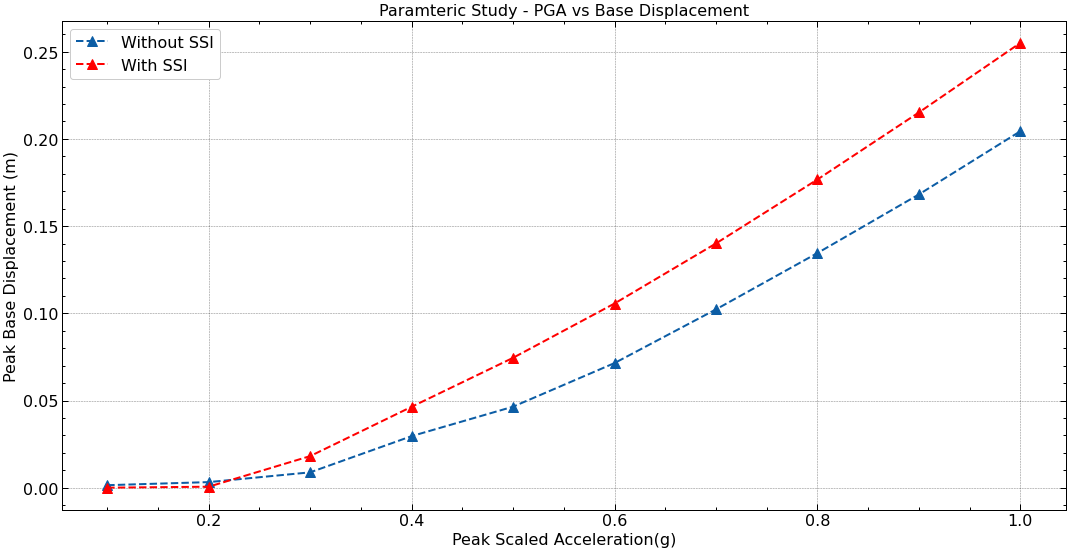 Paramteric Study - PGA vs Base Displacement
Without SSI
With SSI
Peak Base Displacement (m)
0.25
0.20
0.15
0.10
0.05
0.00
0.2 0.4 0.6 0.8 1.0
Peak Scaled Acceleration(g)